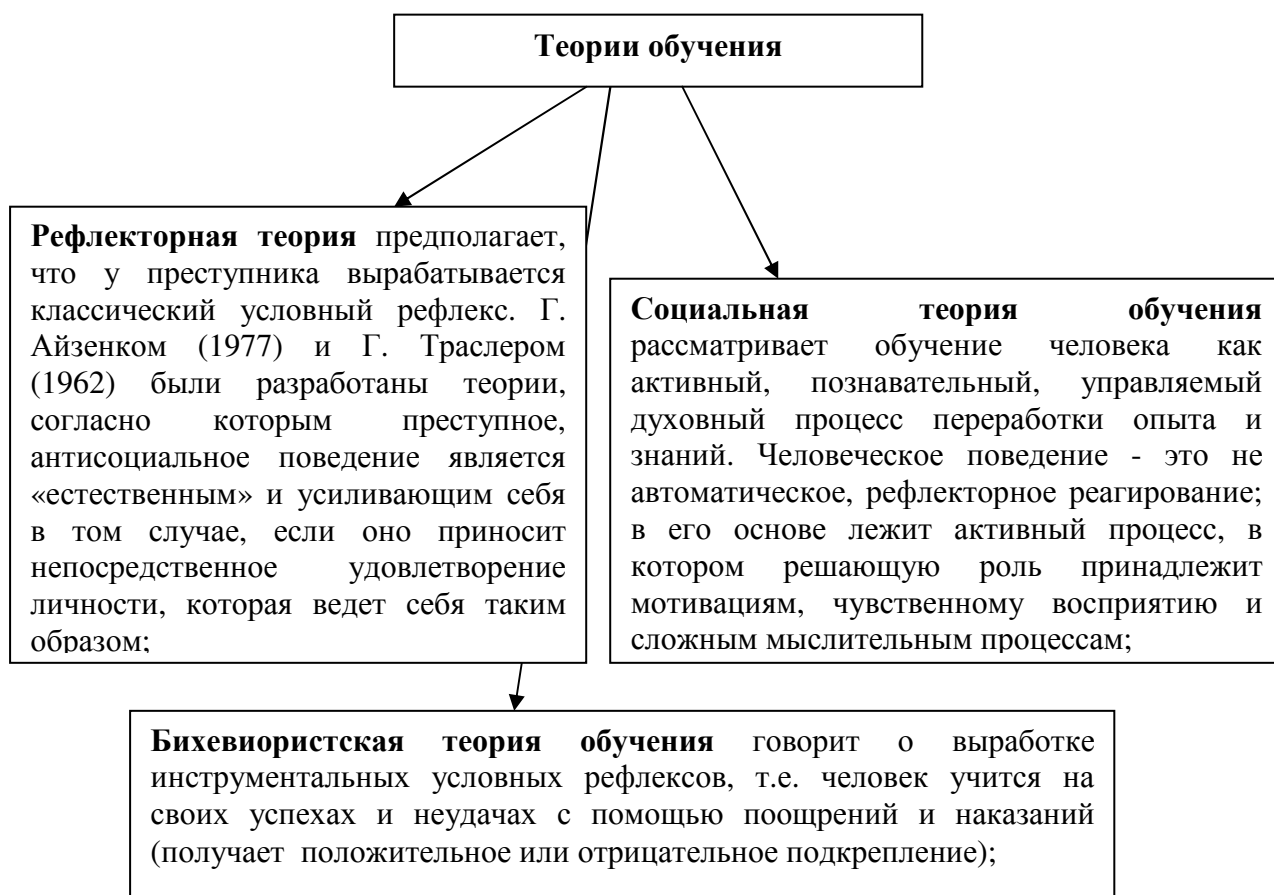 Теории обучения
Рефлекторная теория предполагает,
что у преступника вырабатывается
классический условный рефлекс. Г.
Айзенком (1977) и Г. Траслером
(1962) были разработаны теории,
согласно которым преступное,
антисоциальное поведение является
«естественным» и усиливающим себя
в том случае, если оно приносит
непосредственное удовлетворение
личности, которая ведет себя таким
образом;
Социальная теория обучения
рассматривает обучение человека как
активный, познавательный, управляемый
духовный процесс переработки опыта и
знаний. Человеческое поведение - это не
автоматическое, рефлекторное реагирование;
в его основе лежит активный процесс, в
котором решающую роль принадлежит
мотивациям, чувственному восприятию и
сложным мыслительным процессам;
Бихевиористская теория обучения говорит о выработке
инструментальных условных рефлексов, т.е. человек учится на
своих успехах и неудачах с помощью поощрений и наказаний
(получает положительное или отрицательное подкрепление);